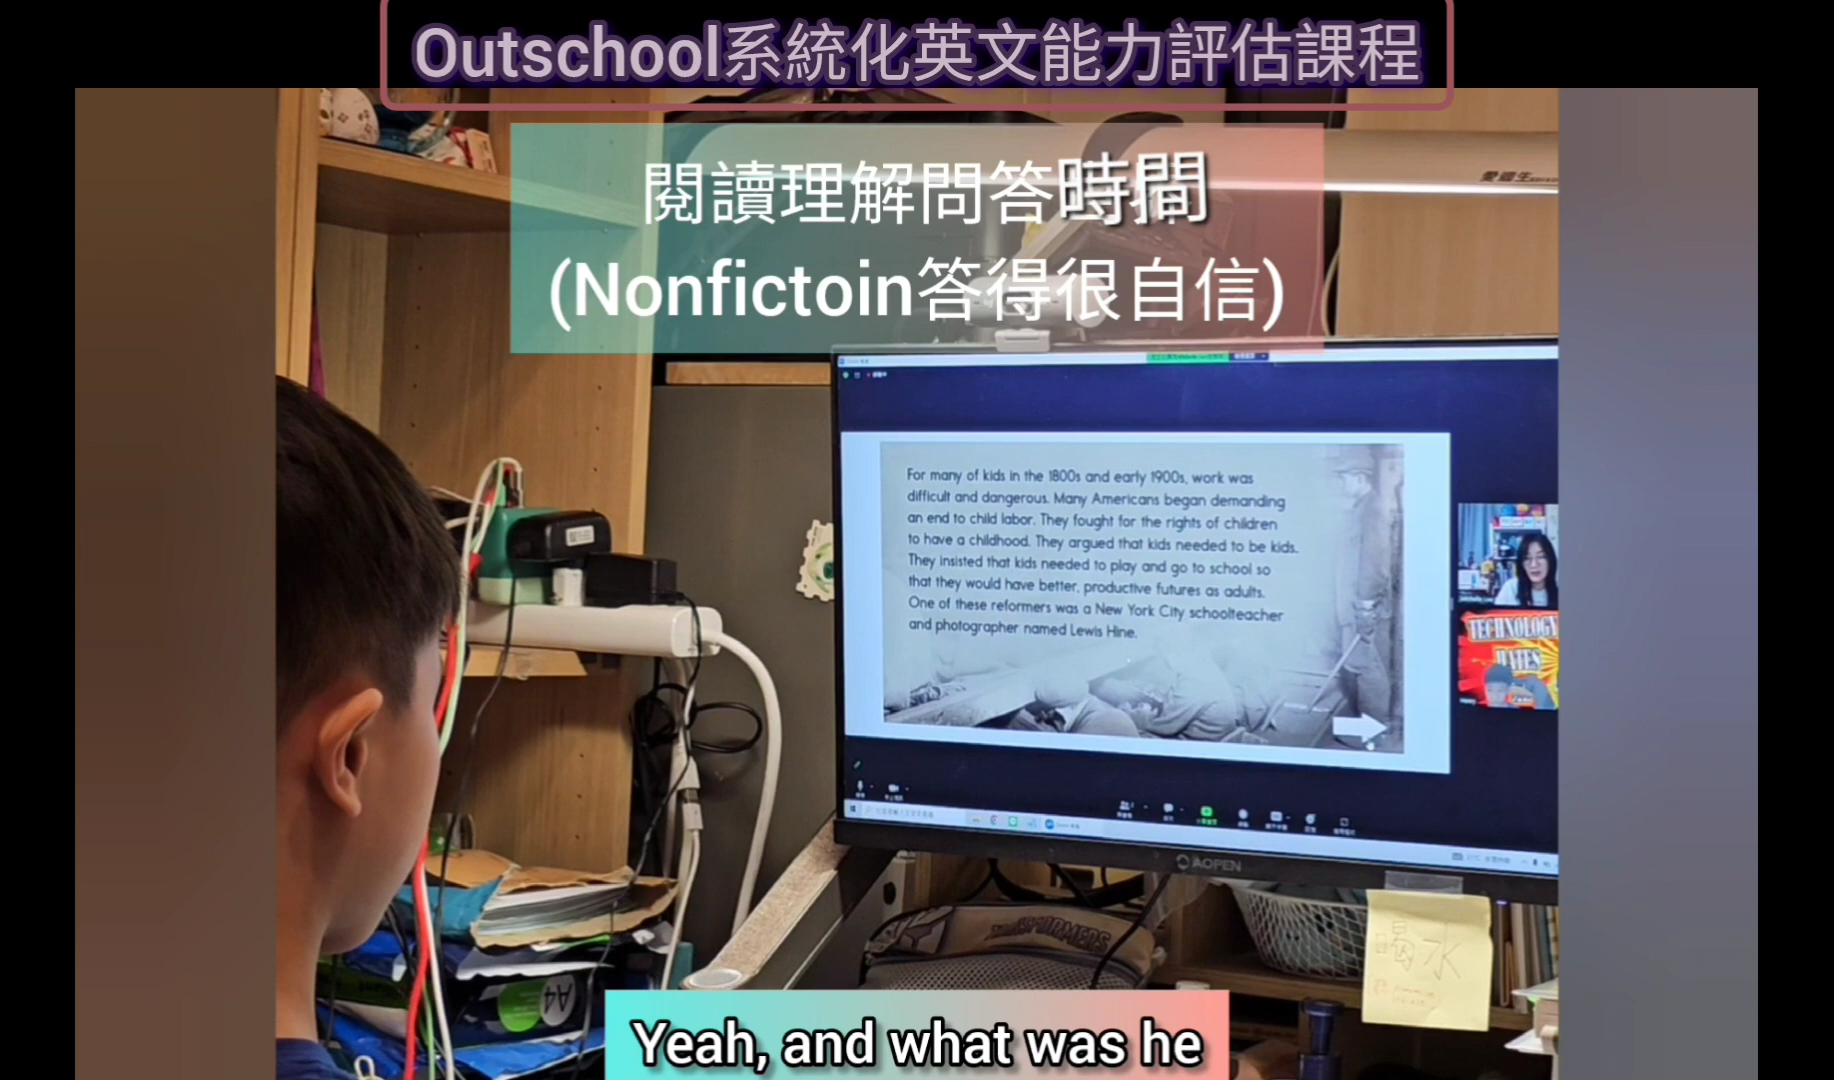 Outschool系統化英文能力評估課程
閱讀理解問答時間
(Nonfictoin答得很自信)
For many of kids in the 1800s and early 1900s, work was
difficult and dangerous. Many Americans began demanding
an end to child labor. They fought for the rights of children
to have a childhood. They argued that kids needed to be kids.
They insisted that kids needed to play and go to school so
that they would have better, productive futures as adults.
One of these reformers was a New York City schoolteacher
and photographer named Lewis Hine.
TECHNOLOGY
HATES
AOPEN
TRANSFORMERS
喝水
A4
Yeah, and what was he